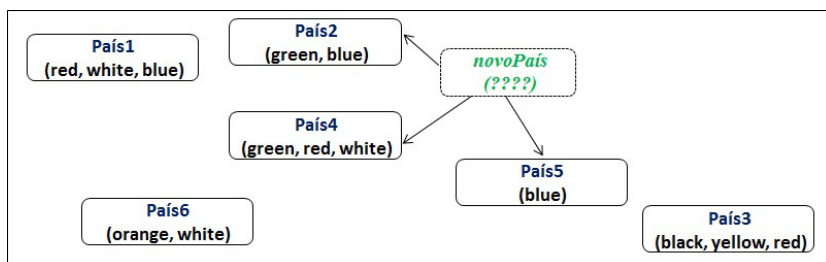 País1
(red, white, blue)
País2
(green, blue)
novoPaís
(????)
País4
(green, red, white)
País5
(blue)
País6
(orange, white)
País3
(black, yellow, red)